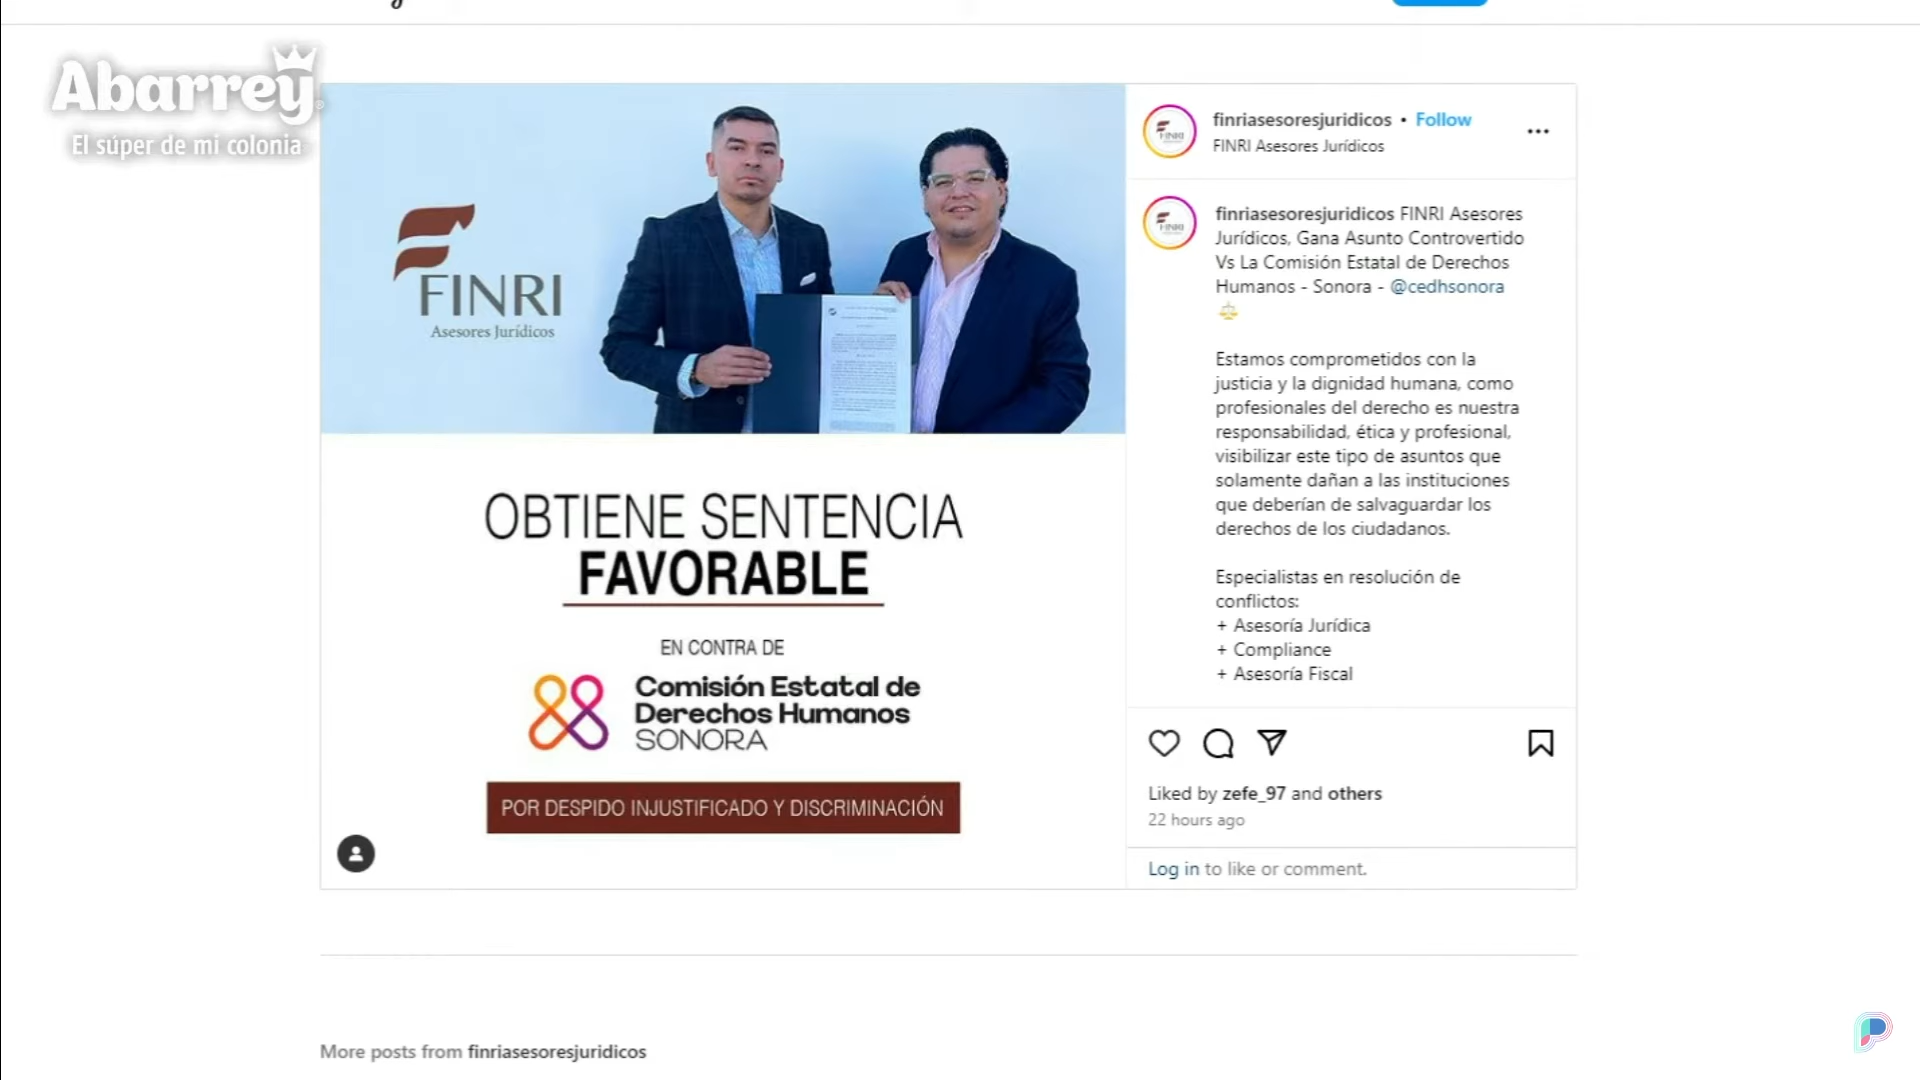 Abarrey
El súper de mi colonia
FINRI
Asesores Jurídicos
OBTIENE SENTENCIA
FAVORABLE
EN CONTRA DE
Comisión Estatal de
Derechos Humanos
SONORA
POR DESPIDO INJUSTIFICADO Y DISCRIMINACIÓN
finriasesoresjuridicos • Follow
FINRI Asesores Jurídicos
finriasesoresjuridicos FINRI Asesores
Jurídicos, Gana Asunto Controvertido
Vs La Comisión Estatal de Derechos
Humanos - Sonora - @cedhsonora
Estamos comprometidos con la
justicia y la dignidad humana, como
profesionales del derecho es nuestra
responsabilidad, ética y profesional,
visibilizar este tipo de asuntos que
solamente dañan a las instituciones
que deberían de salvaguardar los
derechos de los ciudadanos.
Especialistas en resolución de
conflictos:
+ Asesoría Jurídica
+ Compliance
+ Asesoría Fiscal
Liked by zefe_97 and others
22 hours ago
Log in to like or comment.
More posts from finriasesoresjuridicos